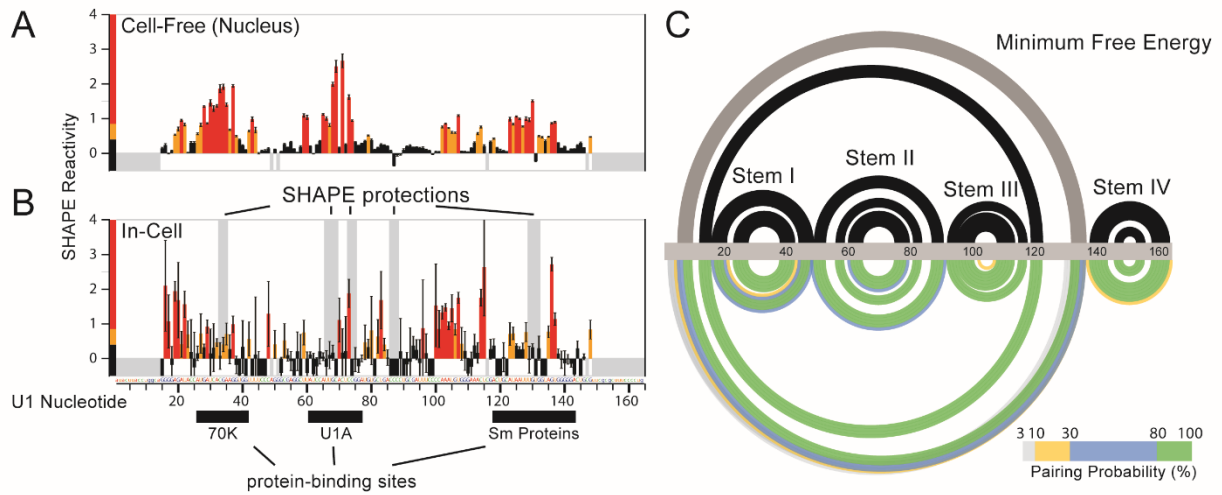 A
Cell-Free (Nucleus)
4
3
2
1
0
SHAPE Reactivity
B
SHAPE protections
In-Cell
4
3
2
1
0
U1 Nucleotide
20 40 60 80 100 120 140 160
70K U1A Sm Proteins
protein-binding sites
C
Minimum Free Energy
Stem I Stem II Stem III Stem IV
20 40 60 80 100 120 140 160
3 10 30 80 100
Pairing Probability (%)